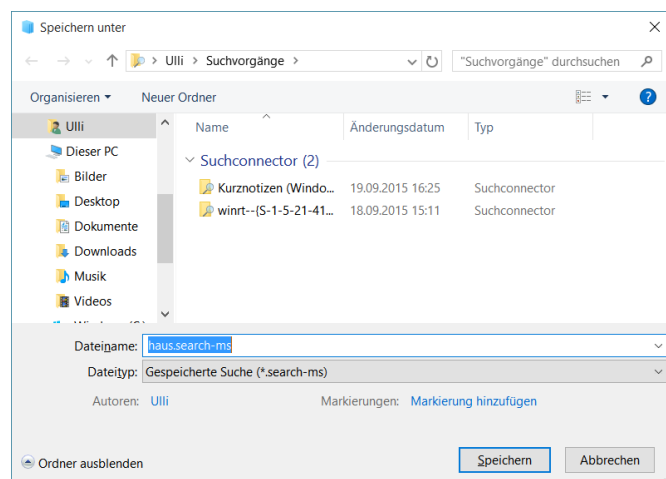 Speichern unter
Ulli > Suchvorgänge >
"Suchvorgänge" durchsuchen
Organisieren
Neuer Ordner
Ulli
Dieser PC
Bilder
Desktop
Dokumente
Downloads
Musik
Videos
Name Änderungsdatum Typ
Suchconnector (2)
Kurznotizen (Windo... 19.09.2015 16:25 Suchconnector
winrt--{S-1-5-21-41... 18.09.2015 15:11 Suchconnector
Dateiname: haus.search-ms
Dateityp: Gespeicherte Suche (*.search-ms)
Autoren: Ulli Markierungen: Markierung hinzufügen
Ordner ausblenden
Speichern
Abbrechen